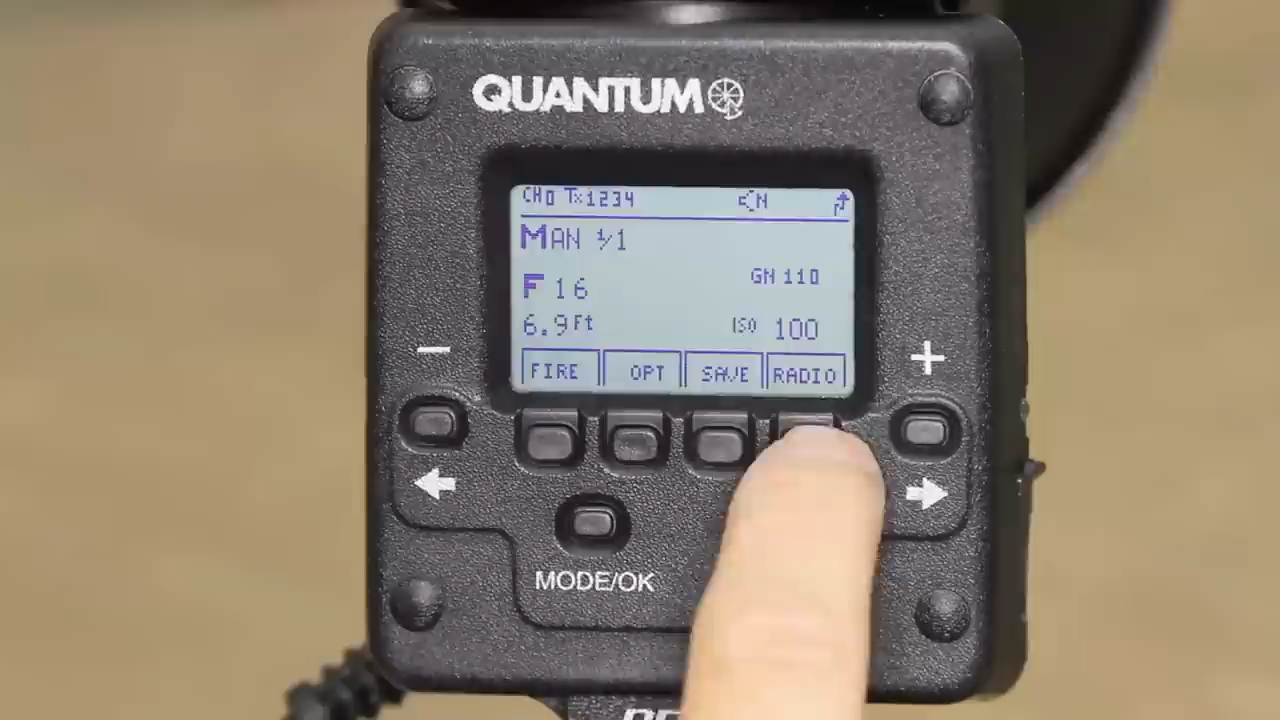 QUANTUM
CH0 Tx1234 N
MAN 1/1
F 16 GN 110
6.9Ft ISO 100
FIRE OPT SAVE RADIO
- +
MODE/OK